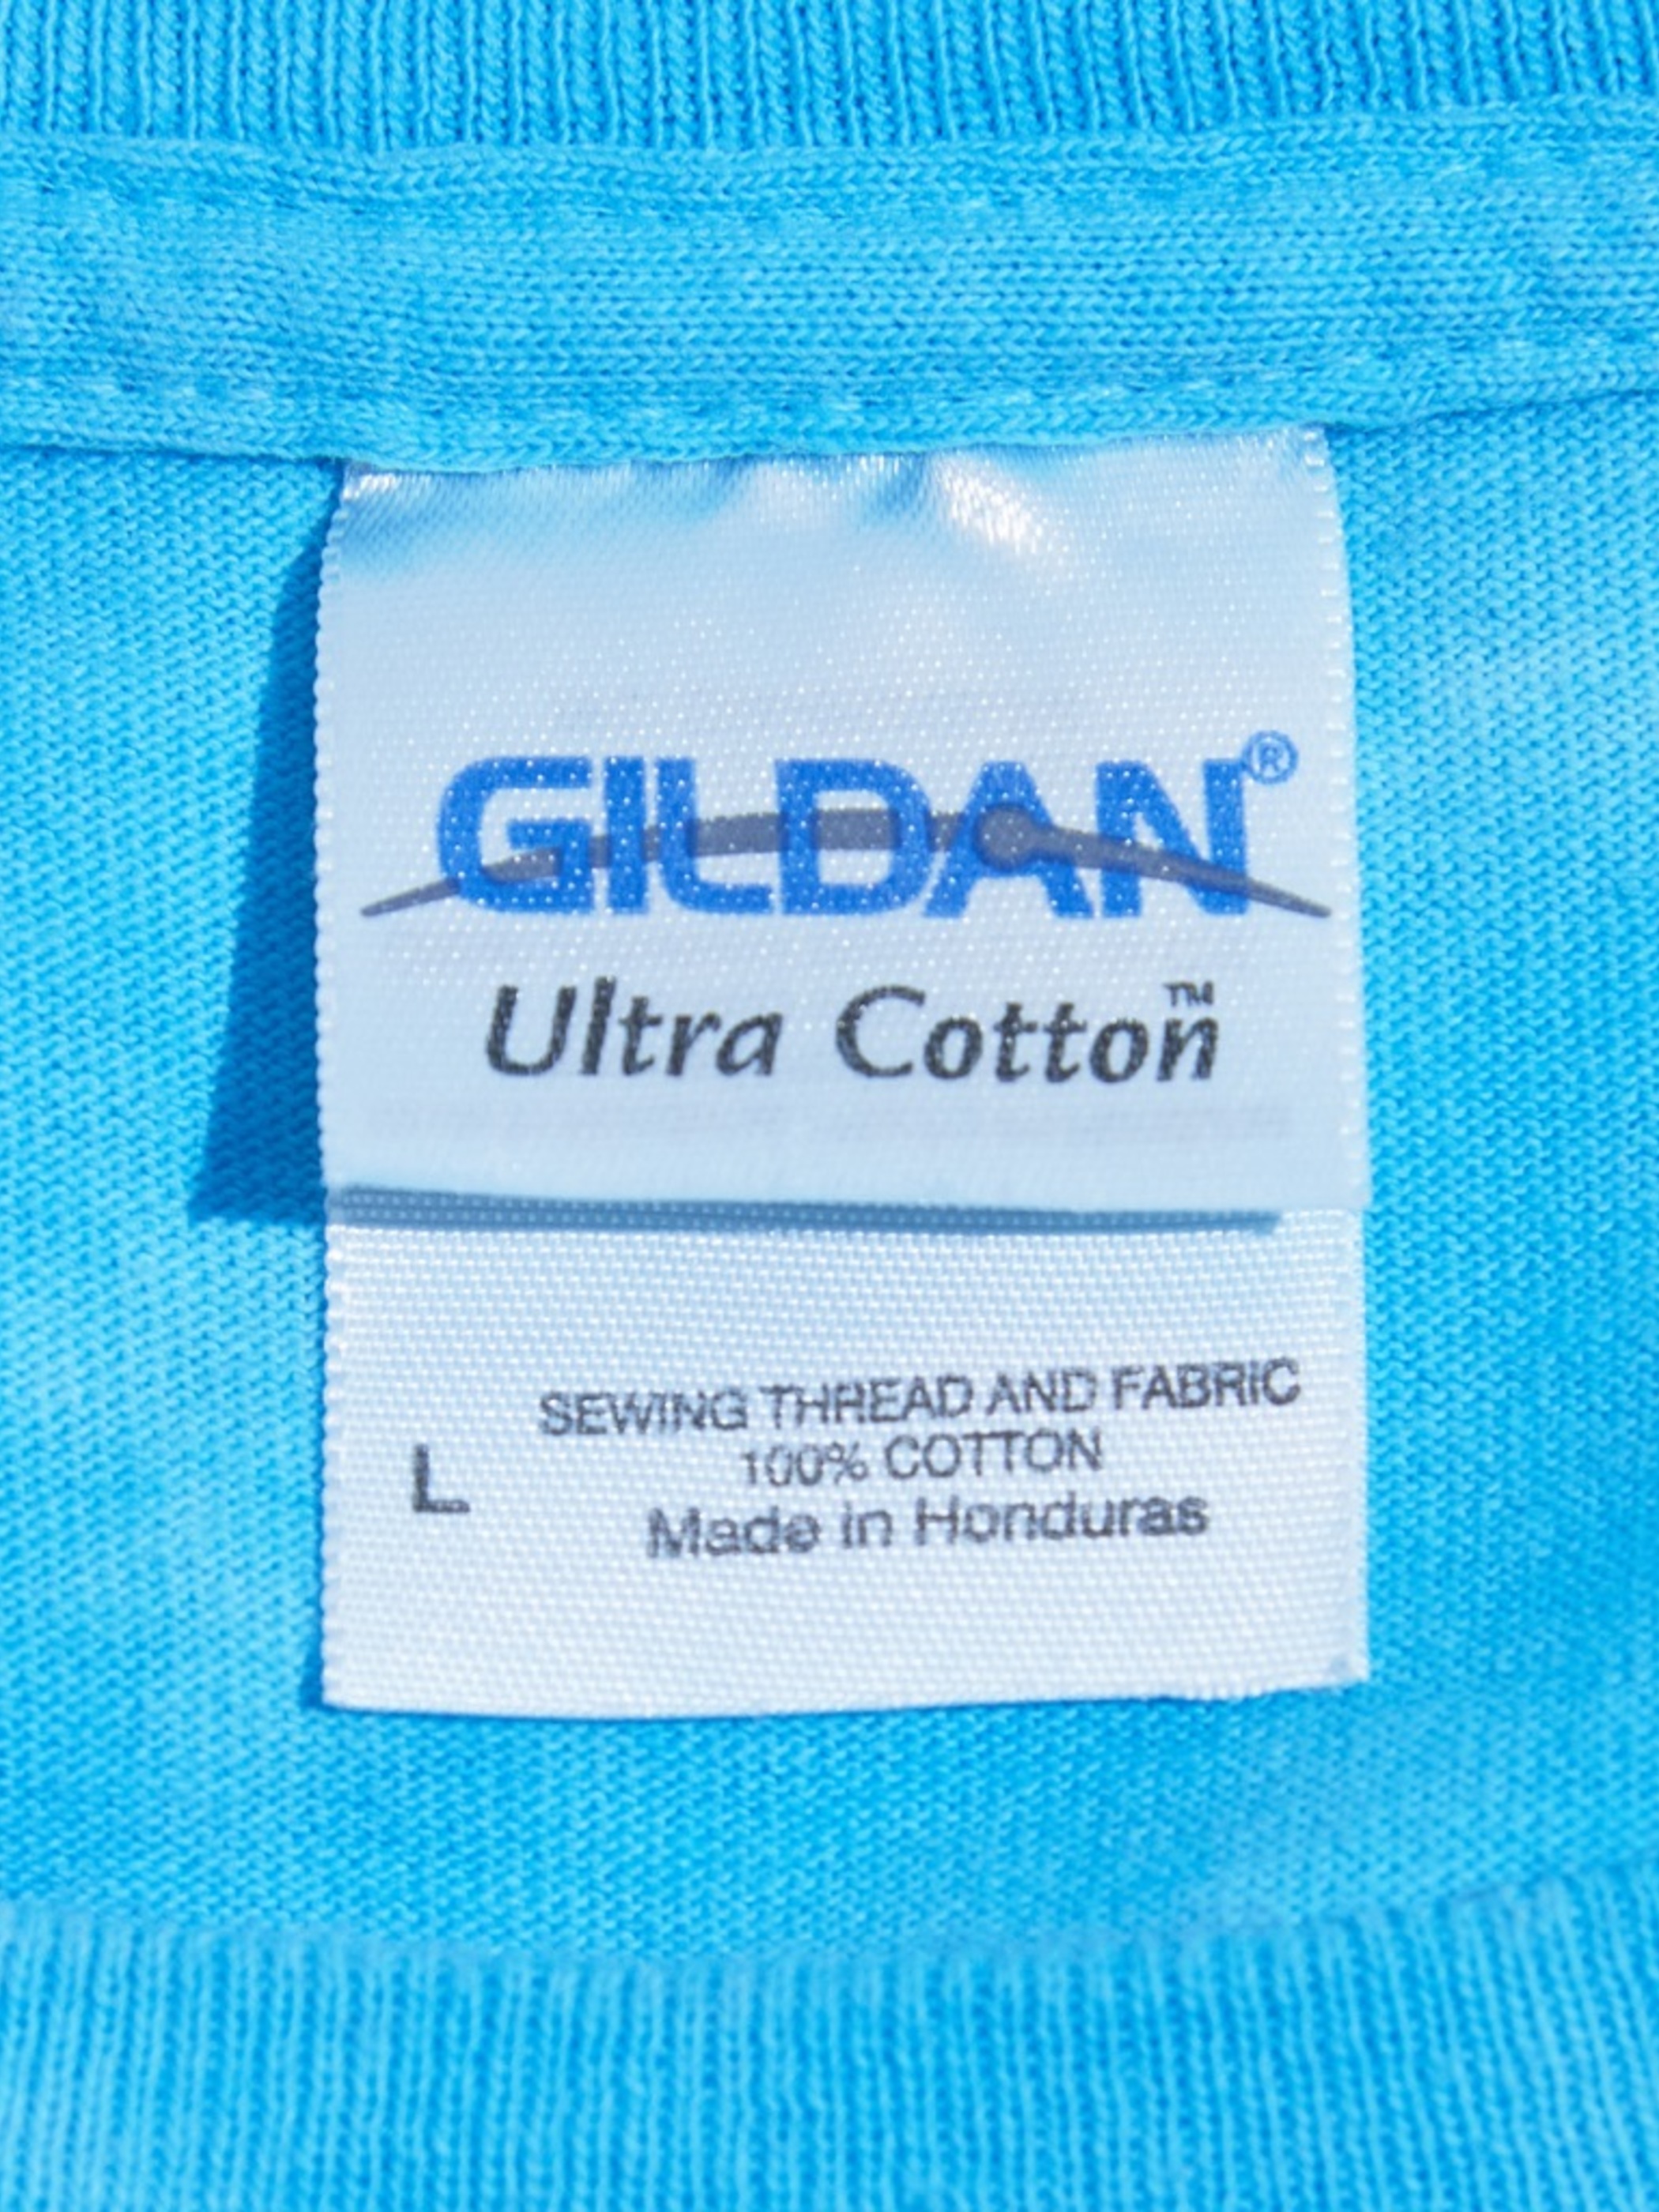 GILDAN®
Ultra Cotton™
SEWING THREAD AND FABRIC
100% COTTON
L
Made in Honduras